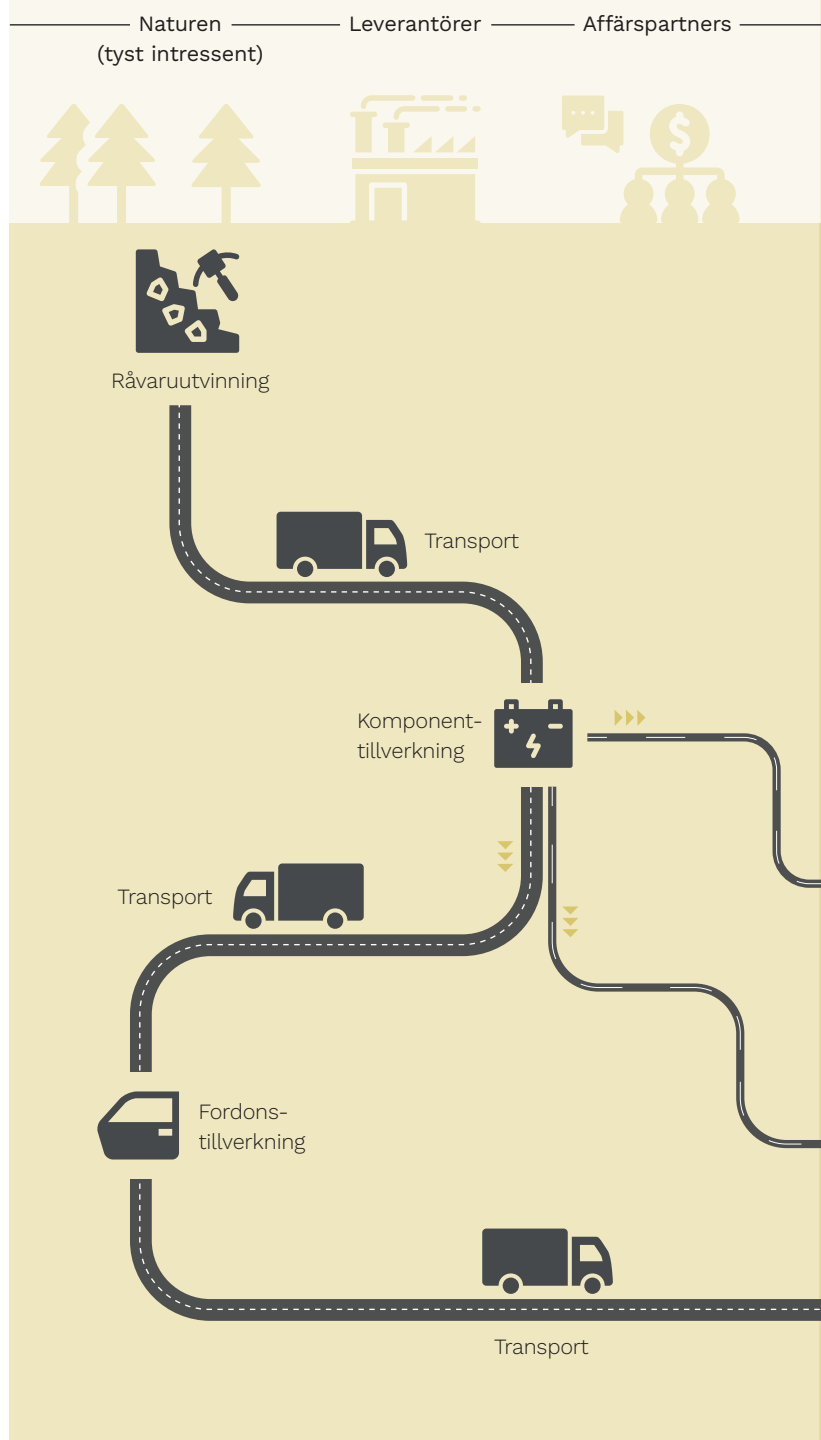 Naturen
(tyst intressent)
Leverantörer
Affärspartners
Råvaruutvinning
Transport
Komponent-
tillverkning
Transport
Fordons-
tillverkning
Transport